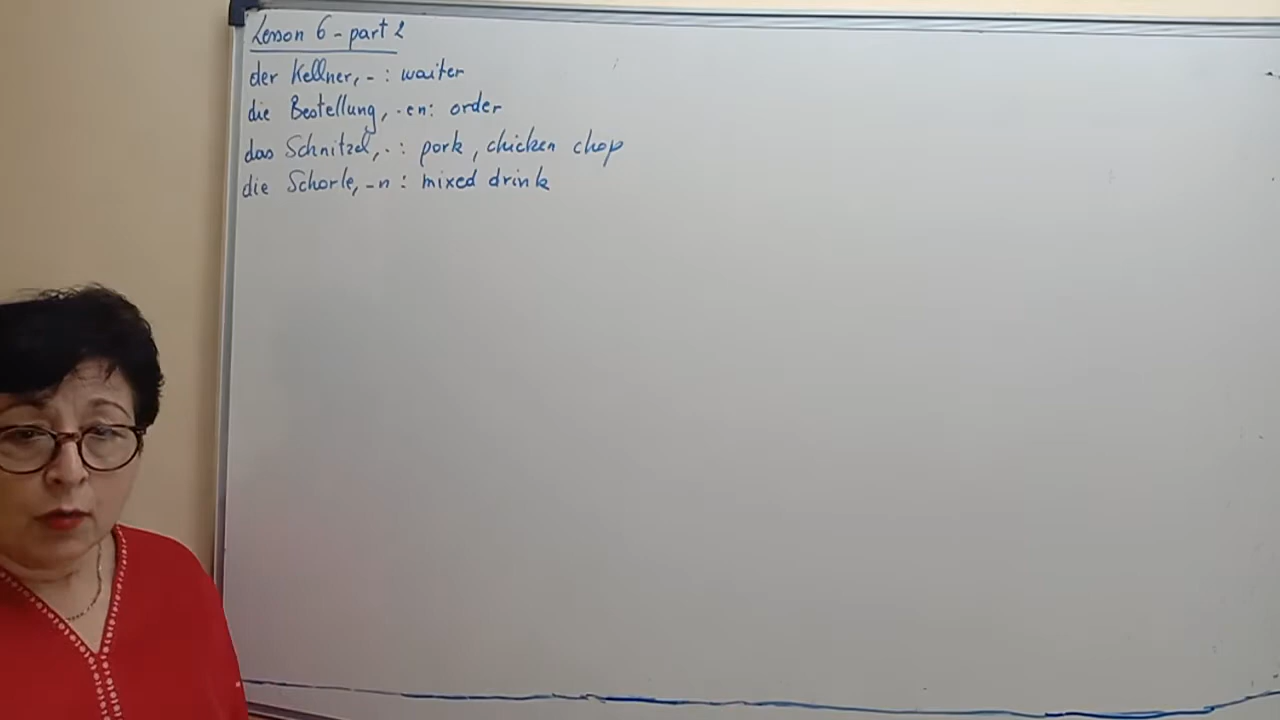 Lesson 6 - part 2
der Kellner, - : waiter
die Bestellung, -en: order
das Schnitzel, - : pork, chicken chop
die Schorle, -n : mixed drink